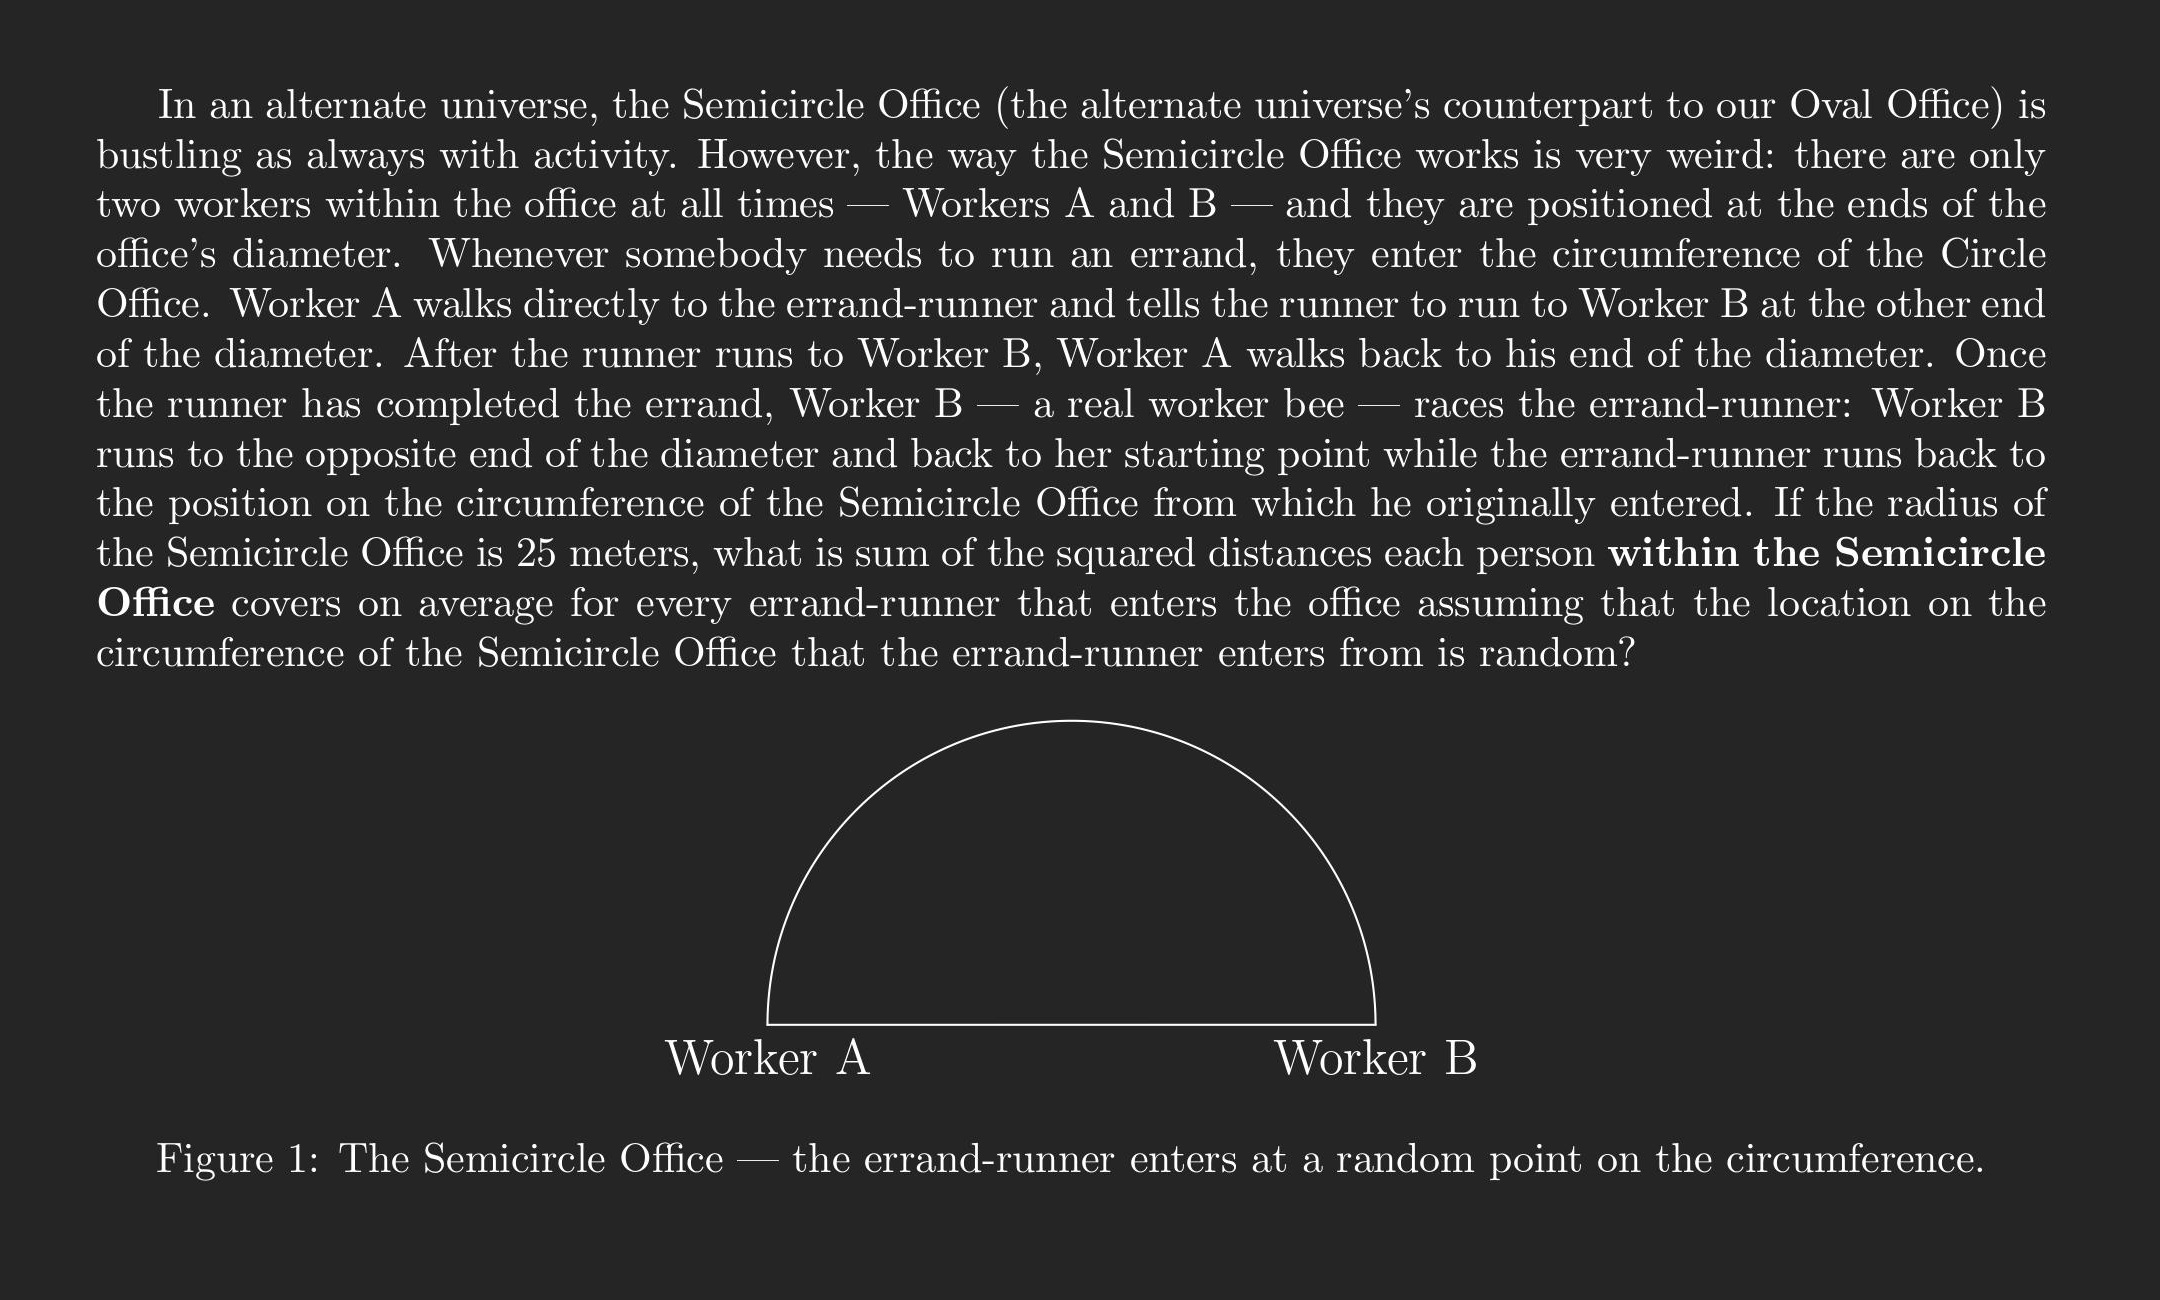 In an alternate universe, the Semicircle Office (the alternate universe's counterpart to our Oval Office) is
bustling as always with activity. However, the way the Semicircle Office works is very weird: there are only
two workers within the office at all times — Workers A and B — and they are positioned at the ends of the
office's diameter. Whenever somebody needs to run an errand, they enter the circumference of the Circle
Office. Worker A walks directly to the errand-runner and tells the runner to run to Worker B at the other end
of the diameter. After the runner runs to Worker B, Worker A walks back to his end of the diameter. Once
the runner has completed the errand, Worker B — a real worker bee — races the errand-runner: Worker B
runs to the opposite end of the diameter and back to her starting point while the errand-runner runs back to
the position on the circumference of the Semicircle Office from which he originally entered. If the radius of
the Semicircle Office is 25 meters, what is sum of the squared distances each person within the Semicircle
Office covers on average for every errand-runner that enters the office assuming that the location on the
circumference of the Semicircle Office that the errand-runner enters from is random?
Worker A Worker B
Figure 1: The Semicircle Office — the errand-runner enters at a random point on the circumference.